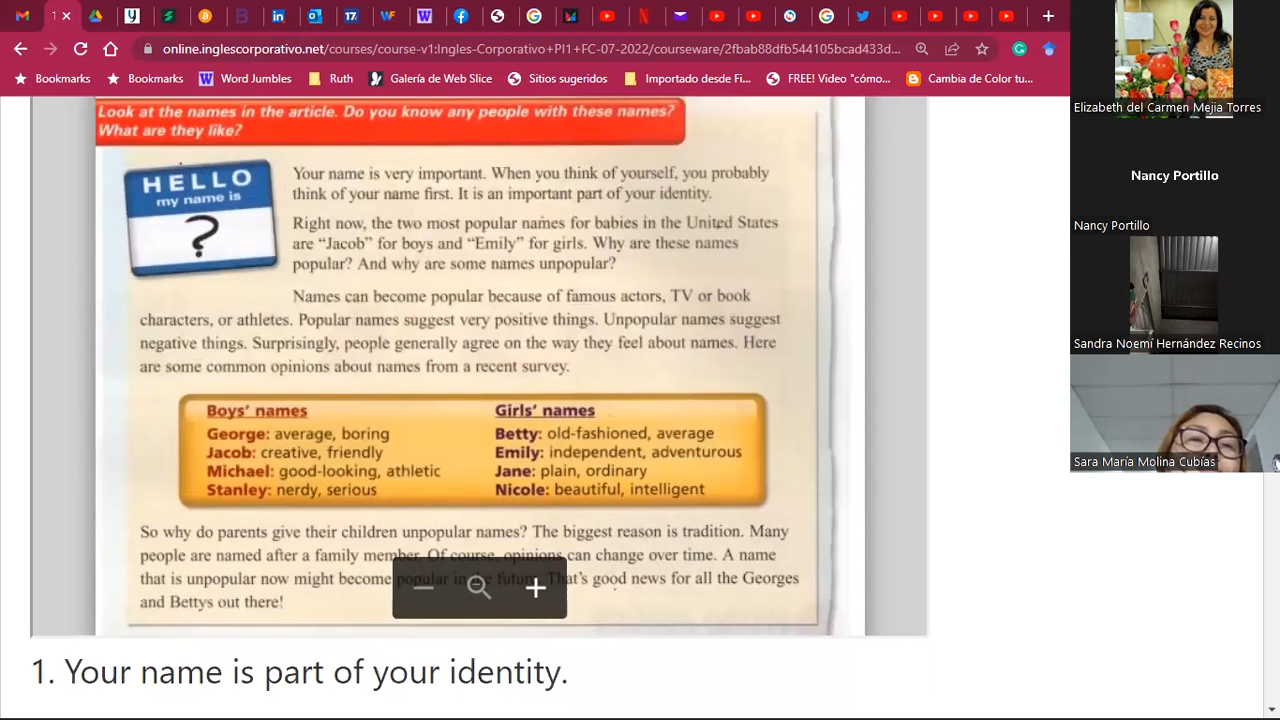 1
17
WF
W
B
online.inglescorporativo.net/courses/course-v1:Ingles-Corporativo+PI1+FC-07-2022/courseware/2fbab88dfb544105bcad433d...
Bookmarks
Bookmarks
Word Jumbles
Ruth
Galería de Web Slice
Sitios sugeridos
Importado desde Fi...
FREE! Video "cómo...
Cambia de Color tu...
Look at the names in the article. Do you know any people with these names?
What are they like?
HELLO
my name is
?
Your name is very important. When you think of yourself, you probably
think of your name first. It is an important part of your identity.
Right now, the two most popular names for babies in the United States
are “Jacob” for boys and “Emily” for girls. Why are these names
popular? And why are some names unpopular?
Names can become popular because of famous actors, TV or book
characters, or athletes. Popular names suggest very positive things. Unpopular names suggest
negative things. Surprisingly, people generally agree on the way they feel about names. Here
are some common opinions about names from a recent survey.
Boys’ names
George: average, boring
Jacob: creative, friendly
Michael: good-looking, athletic
Stanley: nerdy, serious
Girls’ names
Betty: old-fashioned, average
Emily: independent, adventurous
Jane: plain, ordinary
Nicole: beautiful, intelligent
So why do parents give their children unpopular names? The biggest reason is tradition. Many
people are named after a family member. Of course, opinions can change over time. A name
that is unpopular now might become popular in the future. That’s good news for all the Georges
and Bettys out there!
1. Your name is part of your identity.
Elizabeth del Carmen Mejia Torres
Nancy Portillo
Nancy Portillo
Sandra Noemí Hernández Recinos
Sara María Molina Cubías